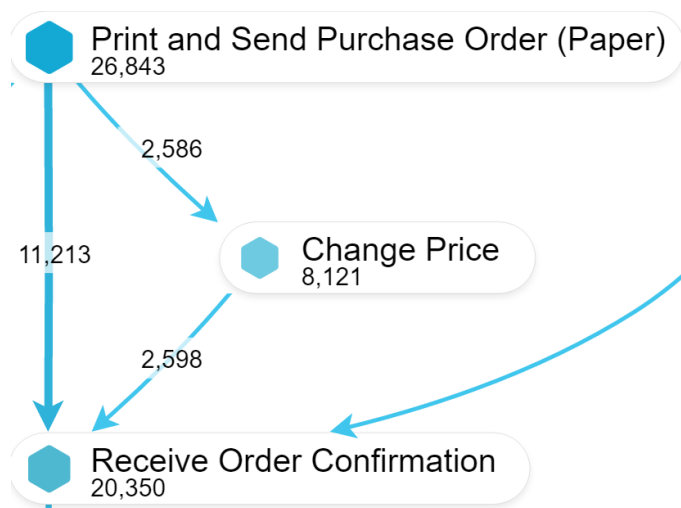 Print and Send Purchase Order (Paper)
26,843
2,586
11,213
Change Price
8,121
2,598
Receive Order Confirmation
20,350